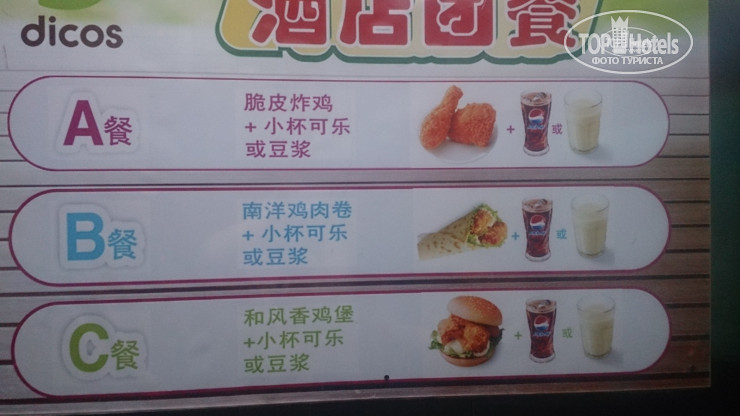 dicos
酒店团餐
TOP Hotels
ФОТО ТУРИСТА
A餐
脆皮炸鸡
+ 小杯可乐
或豆浆
+ 或
B餐
南洋鸡肉卷
+ 小杯可乐
或豆浆
+ 或
C餐
和风香鸡堡
+小杯可乐
或豆浆
+ 或